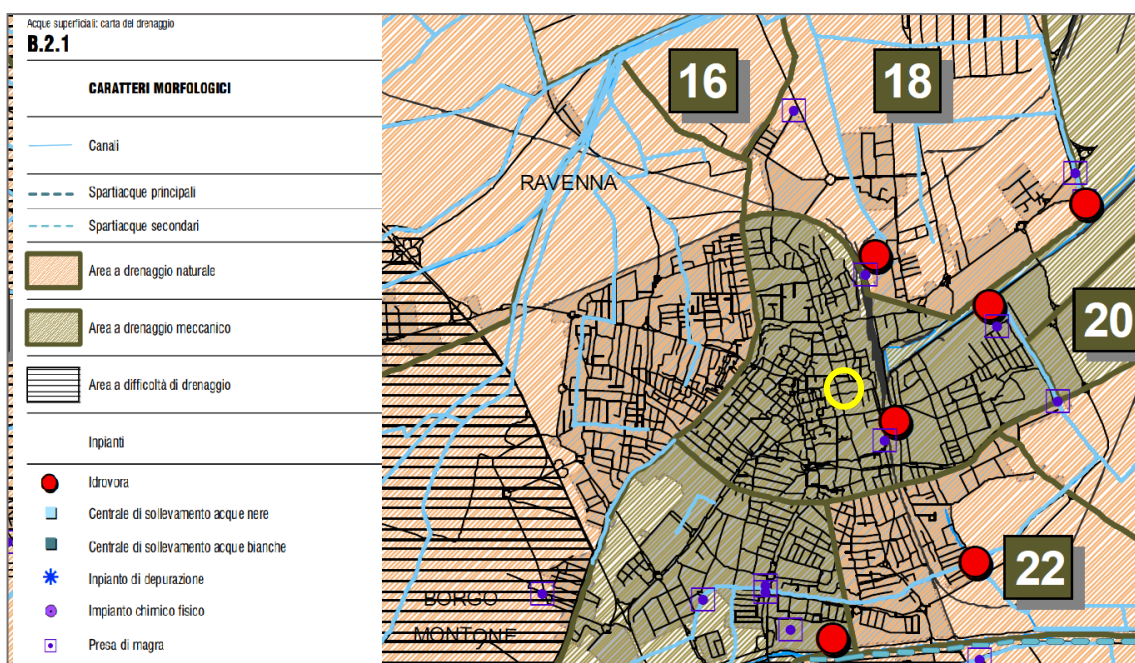 Acque superficiali: carta del drenaggio
B.2.1
CARATTERI MORFOLOGICI
Canali
Spartiacque principali
Spartiacque secondari
Area a drenaggio naturale
Area a drenaggio meccanico
Area a difficoltà di drenaggio
Inpianti
Idrovora
Centrale di sollevamento acque nere
Centrale di sollevamento acque bianche
Inpianto di depurazione
Impianto chimico fisico
Presa di magra
16
18
RAVENNA
20
22
BORGO
MONTONE